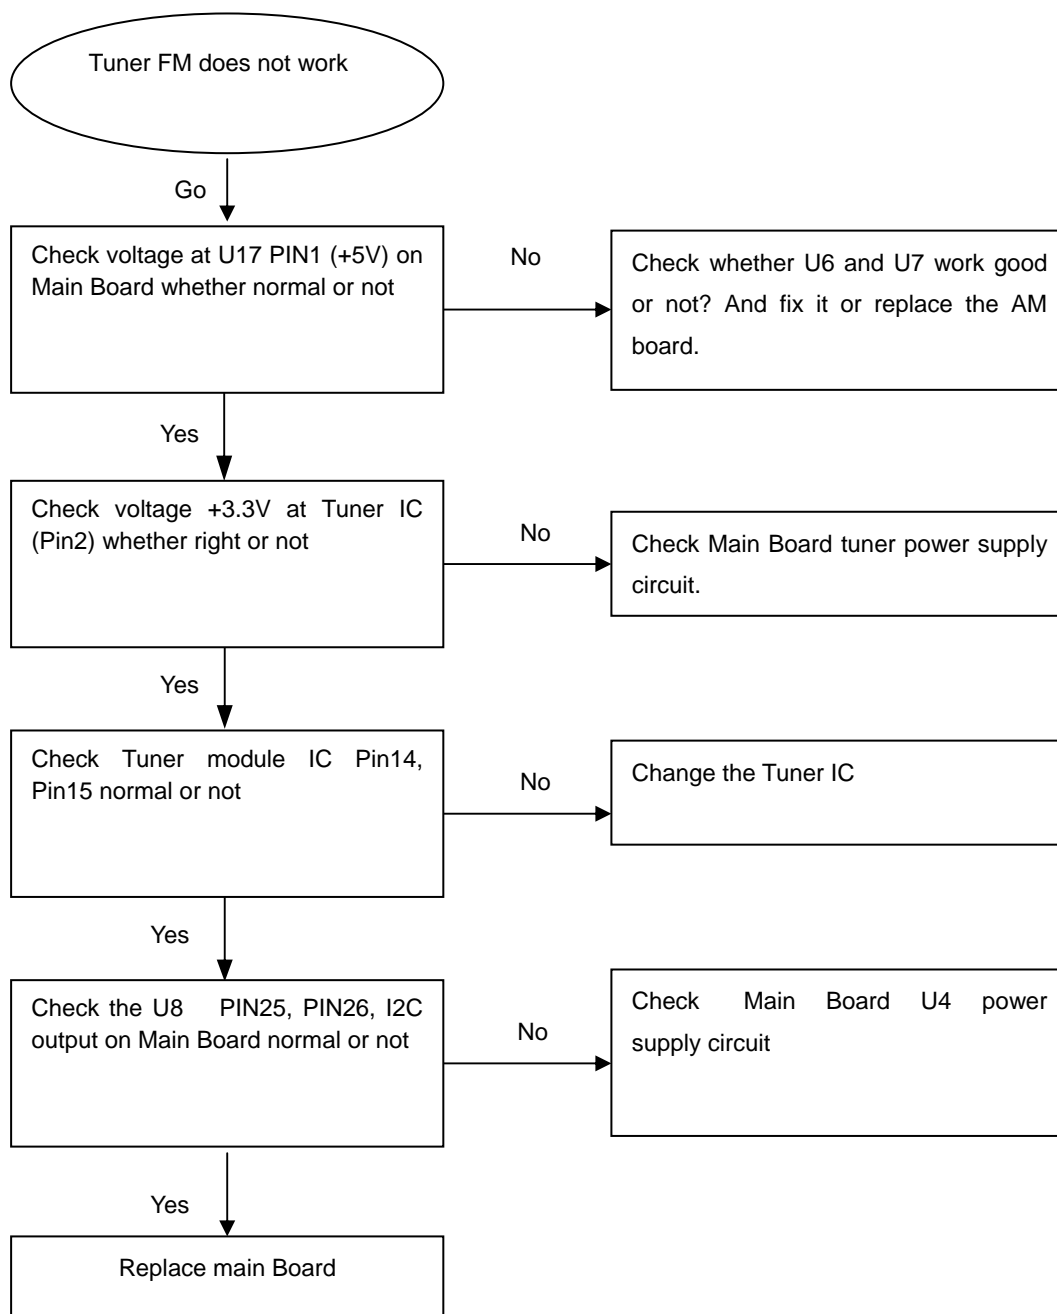 Tuner FM does not work
Go
Check voltage at U17 PIN1 (+5V) on
Main Board whether normal or not
No
Check whether U6 and U7 work good
or not? And fix it or replace the AM
board.
Yes
Check voltage +3.3V at Tuner IC
(Pin2) whether right or not
No
Check Main Board tuner power supply
circuit.
Yes
Check Tuner module IC Pin14,
Pin15 normal or not
No
Change the Tuner IC
Yes
Check the U8 PIN25, PIN26, I2C
output on Main Board normal or not
No
Check Main Board U4 power
supply circuit
Yes
Replace main Board